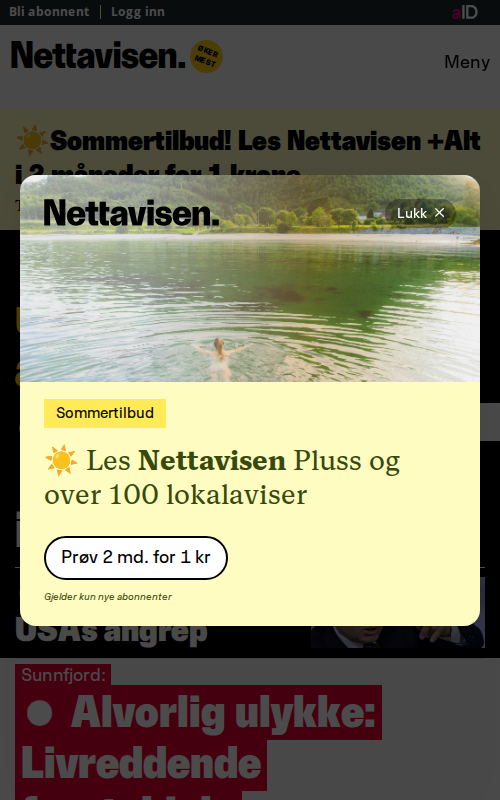 Bli abonnent | Logg inn
aID
Nettavisen.
ØKER
MEST
Meny
Sommertilbud! Les Nettavisen +Alt
i 2 måneder for 1 krone
Nettavisen.
Lukk ×
Sommertilbud
Les Nettavisen Pluss og
over 100 lokalaviser
Prøv 2 md. for 1 kr
Gjelder kun nye abonnenter
USAs angrep
Sunnfjord:
Alvorlig ulykke:
Livreddende